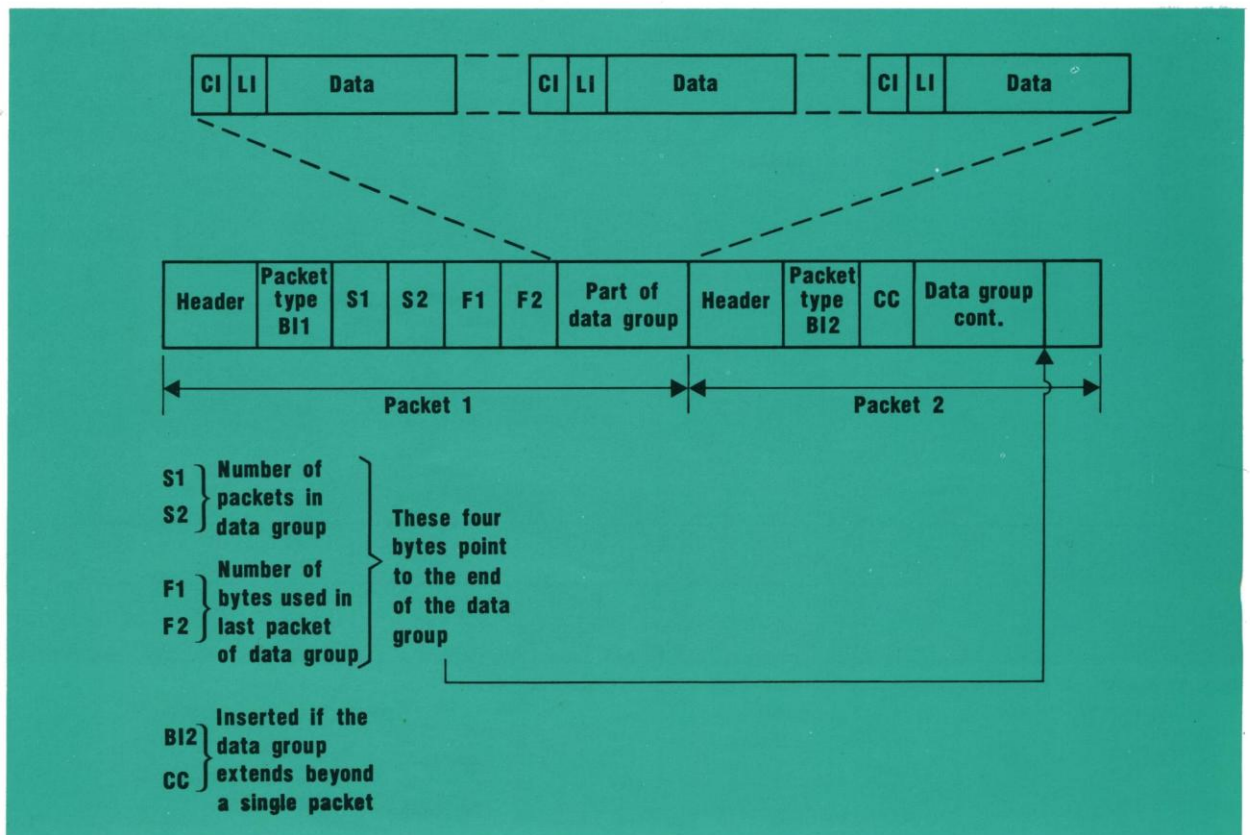 CI LI Data CI LI Data CI LI Data
Header Packet type BI1 S1 S2 F1 F2 Part of data group Header Packet type BI2 CC Data group cont.
Packet 1 Packet 2
S1
S2
Number of
packets in
data group
F1
F2
Number of
bytes used in
last packet
of data group
These four
bytes point
to the end
of the data
group
BI2
CC
Inserted if the
data group
extends beyond
a single packet